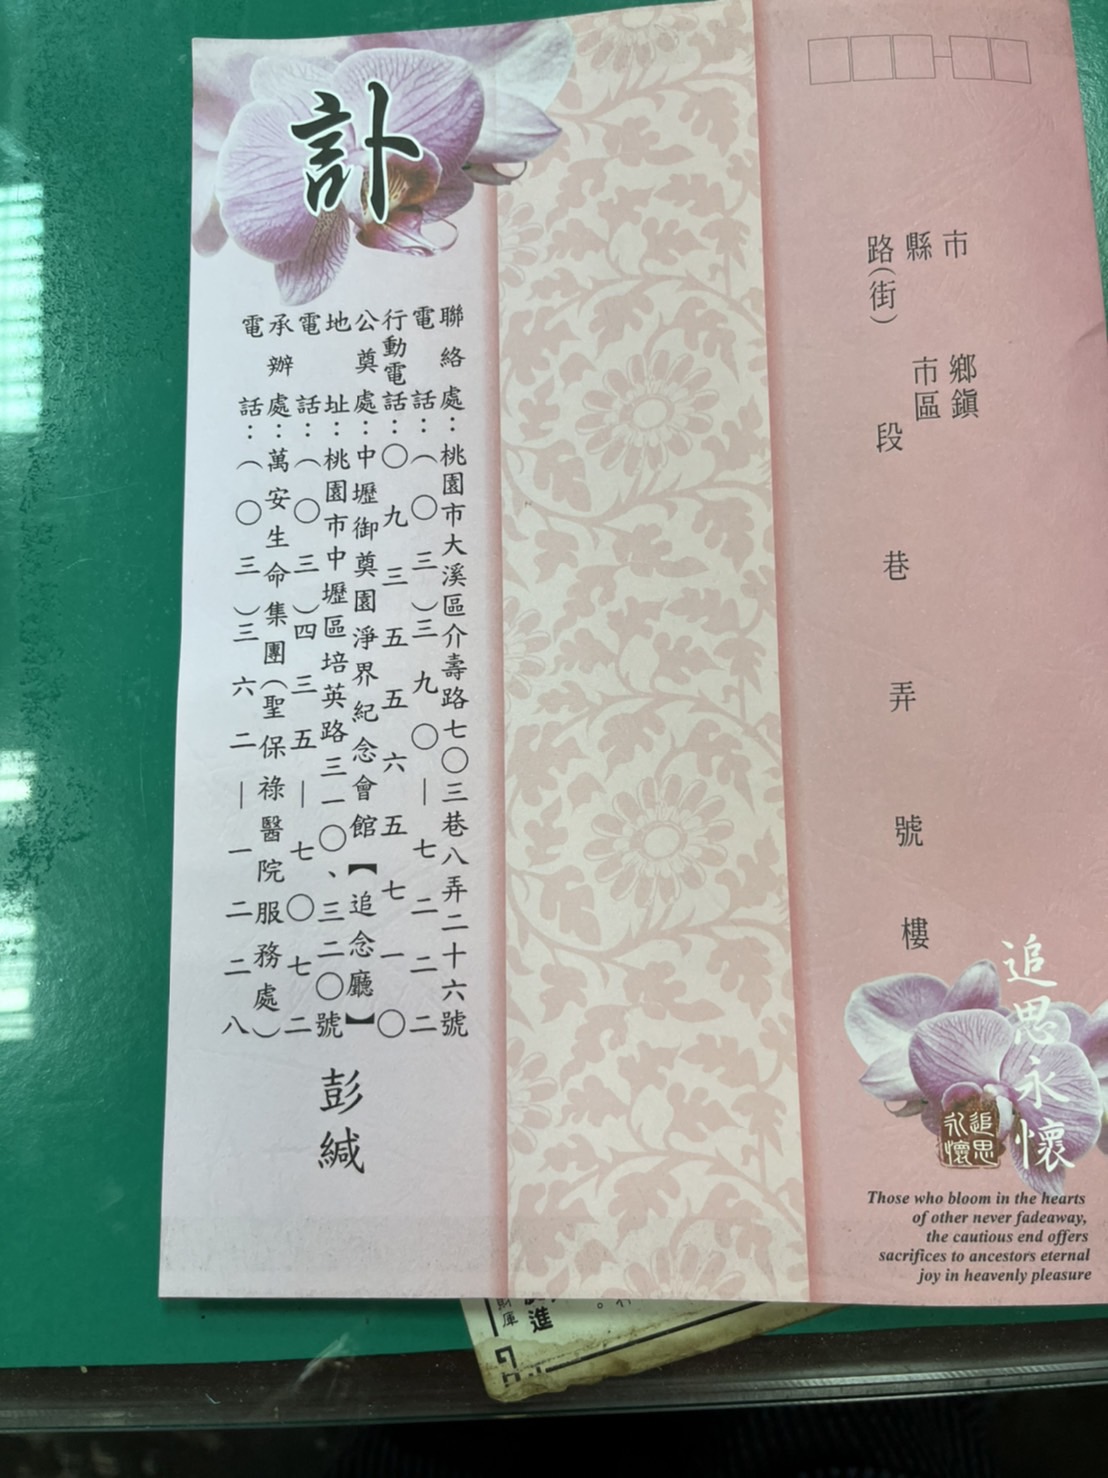 訃
聯絡處：桃園市大溪區介壽路七〇三巷八弄二十六號
電話：（〇三）三九〇－七二二二
行動電話：〇九三五五六五七一〇
公奠處：中壢御奠園淨界紀念會館【追念廳】
地址：桃園市中壢區培英路三一〇、三二〇號
電話：（〇三）四三五－七〇七二
承辦處：萬安生命集團（聖保祿醫院服務處）
電話：（〇三）三六二－一二二八
彭緘
市 鄉鎮
縣 市區
路(街) 段 巷 弄 號 樓
追思永懷
追思
永懷
Those who bloom in the hearts
of other never fadeaway,
the cautious end offers
sacrifices to ancestors eternal
joy in heavenly pleasure
進
財庫